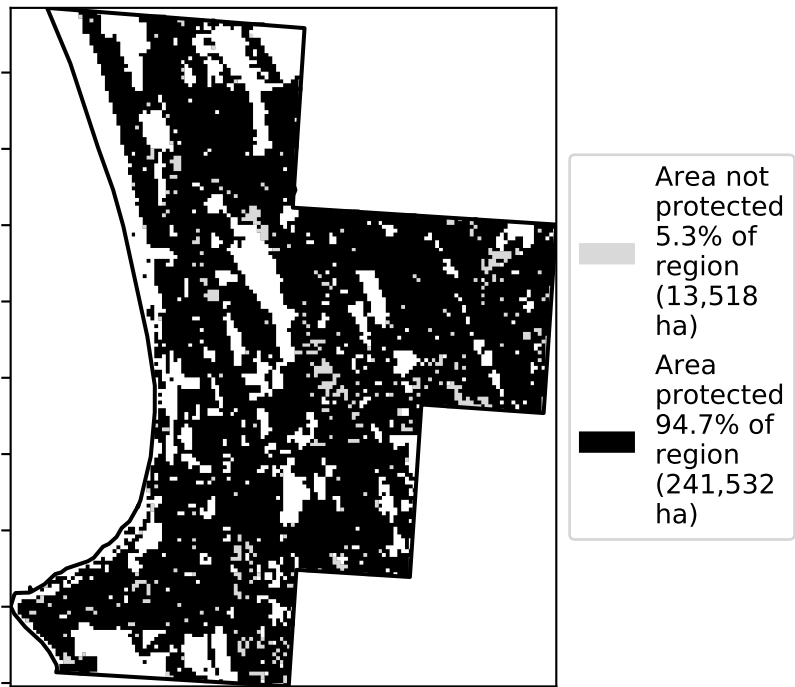 Area not
protected
5.3% of
region
(13,518
ha)
Area
protected
94.7% of
region
(241,532
ha)